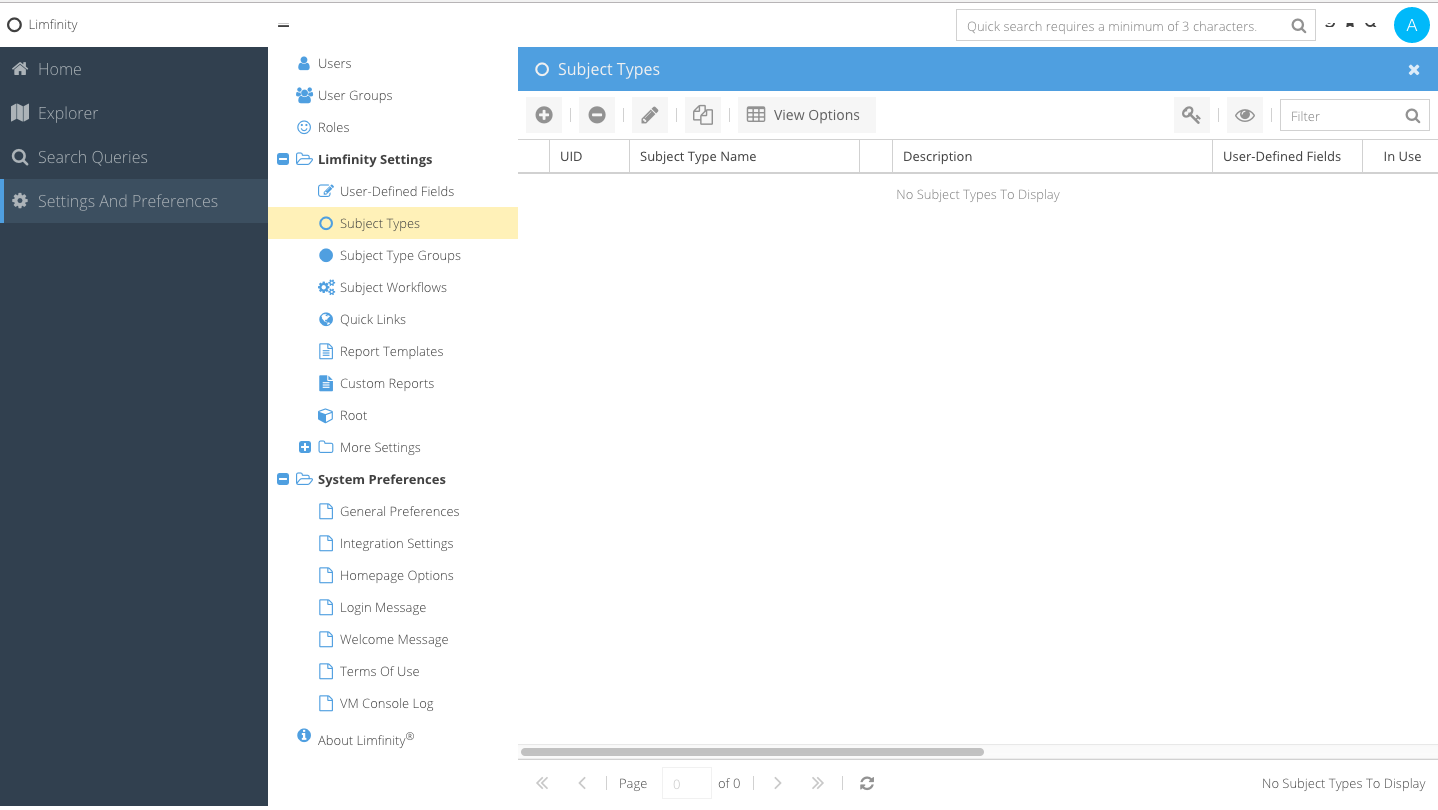 Limfinity
Quick search requires a minimum of 3 characters.
A
Home
Explorer
Search Queries
Settings And Preferences
Users
User Groups
Roles
Limfinity Settings
User-Defined Fields
Subject Types
Subject Type Groups
Subject Workflows
Quick Links
Report Templates
Custom Reports
Root
More Settings
System Preferences
General Preferences
Integration Settings
Homepage Options
Login Message
Welcome Message
Terms Of Use
VM Console Log
About Limfinity®
Subject Types
View Options
Filter
UID Subject Type Name Description User-Defined Fields In Use
No Subject Types To Display
Page 0 of 0
No Subject Types To Display